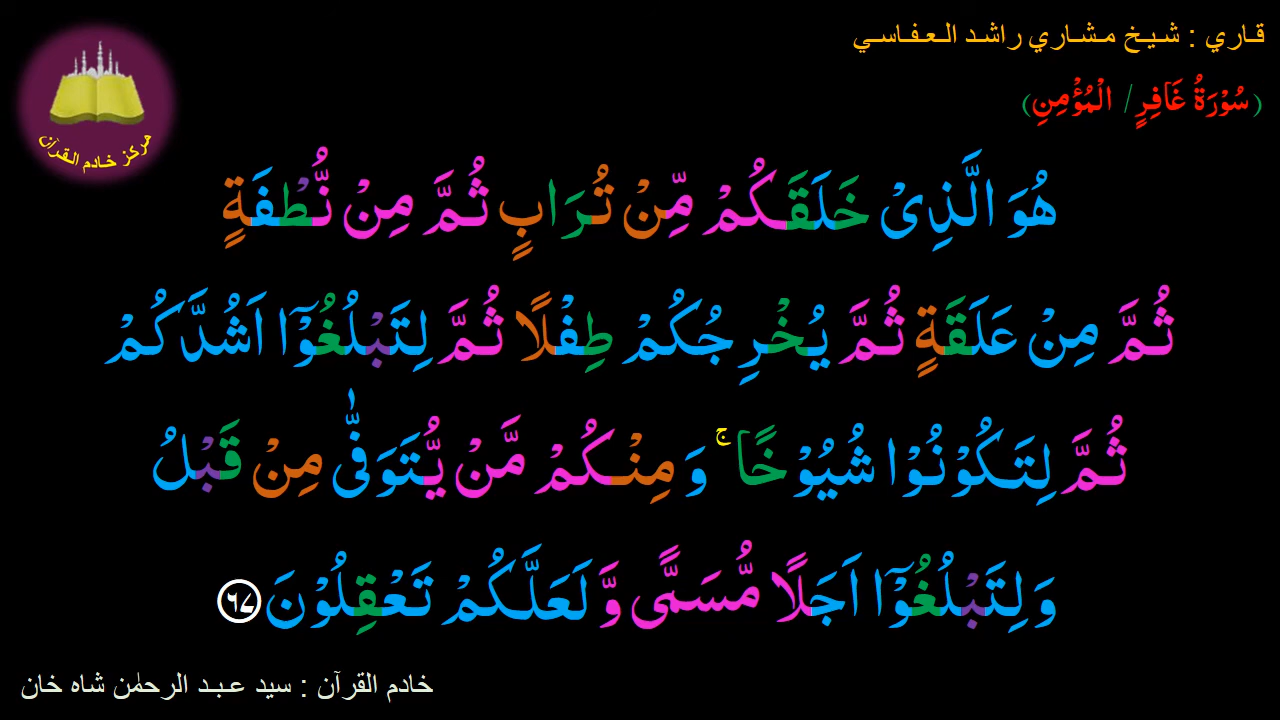 قاري : شيخ مشاري راشد العفاسي
(سُوْرَةُ غَافِرٍ/ الْمُؤْمِنِ)
مركز خادم القرآن
هُوَ الَّذِیْ خَلَقَكُمْ مِّنْ تُرَابٍ ثُمَّ مِنْ نُّطْفَةٍ
ثُمَّ مِنْ عَلَقَةٍ ثُمَّ یُخْرِجُكُمْ طِفْلًا ثُمَّ لِتَبْلُغُوْۤا اَشُدَّكُمْ
ثُمَّ لِتَكُوْنُوْا شُیُوْخًا ۚ وَ مِنْكُمْ مَّنْ یُّتَوَفّٰی مِنْ قَبْلُ
وَ لِتَبْلُغُوْۤا اَجَلًا مُّسَمًّی وَّ لَعَلَّكُمْ تَعْقِلُوْنَ ٦٧
خادم القرآن : سيد عبد الرحمٰن شاه خان